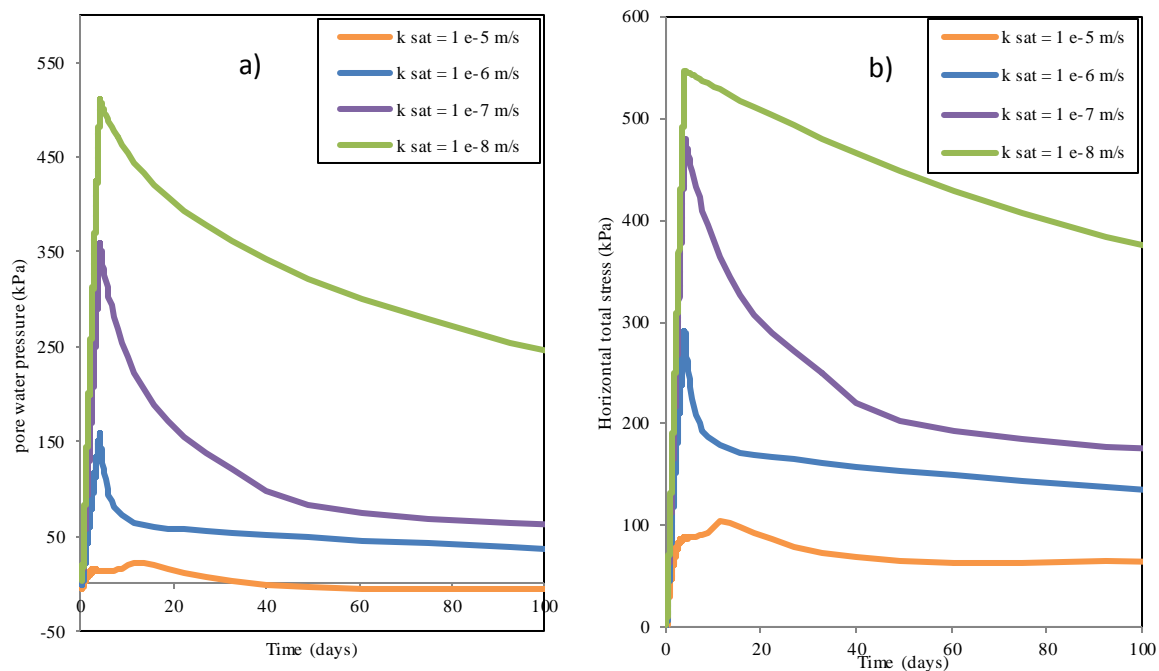 a)
k sat = 1 e-5 m/s
k sat = 1 e-6 m/s
k sat = 1 e-7 m/s
k sat = 1 e-8 m/s
550
450
350
250
150
50
-50
0
20
40
60
80
100
pore water pressure (kPa)
Time (days)
b)
k sat = 1 e-5 m/s
k sat = 1 e-6 m/s
k sat = 1 e-7 m/s
k sat = 1 e-8 m/s
600
500
400
300
200
100
0
0
20
40
60
80
100
Horizontal total stress (kPa)
Time (days)